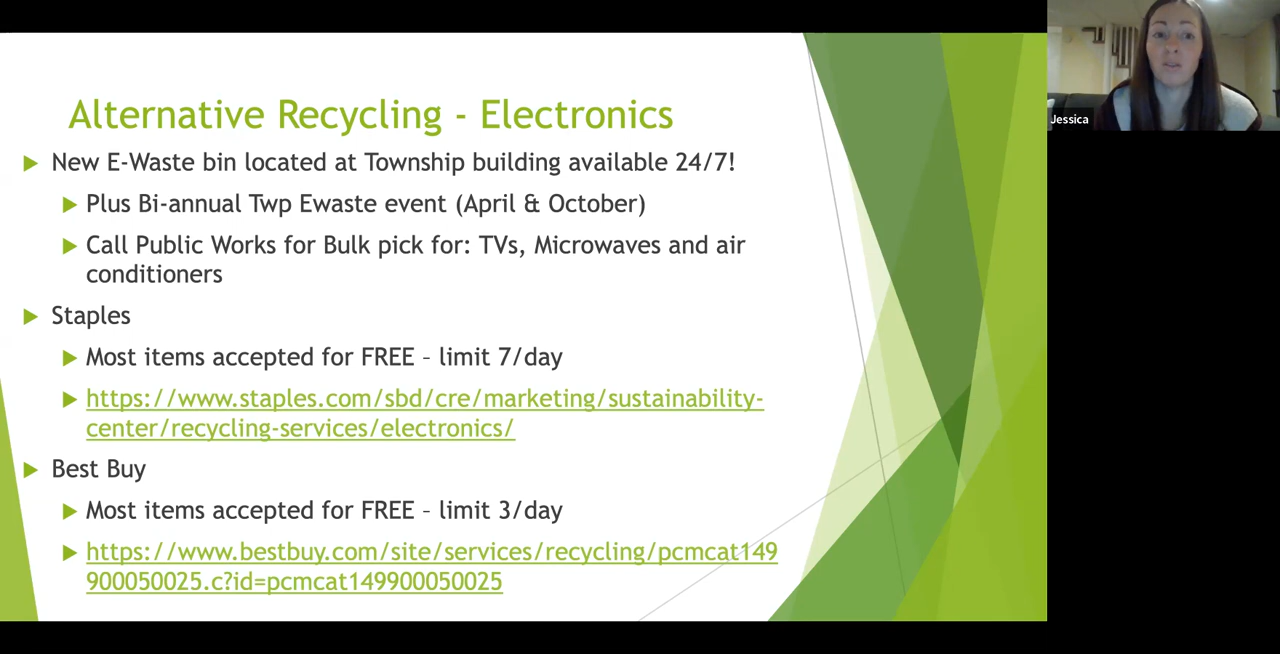 Alternative Recycling - Electronics
New E-Waste bin located at Township building available 24/7!
Plus Bi-annual Twp Ewaste event (April & October)
Call Public Works for Bulk pick for: TVs, Microwaves and air
conditioners
Staples
Most items accepted for FREE – limit 7/day
https://www.staples.com/sbd/cre/marketing/sustainability-
center/recycling-services/electronics/
Best Buy
Most items accepted for FREE – limit 3/day
https://www.bestbuy.com/site/services/recycling/pcmcat149
900050025.c?id=pcmcat149900050025
Jessica